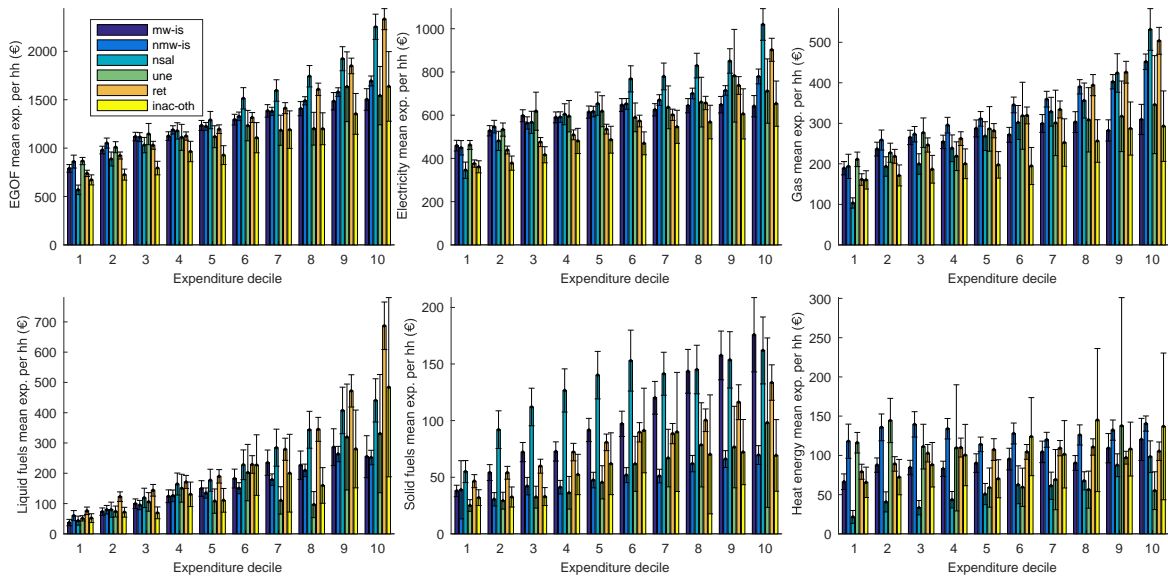 EGOF mean exp. per hh (€)
2000
1500
1000
500
0
mw-is
nmw-is
nsal
une
ret
inac-oth
1 2 3 4 5 6 7 8 9 10
Expenditure decile
Electricity mean exp. per hh (€)
1000
800
600
400
200
0
1 2 3 4 5 6 7 8 9 10
Expenditure decile
Gas mean exp. per hh (€)
500
400
300
200
100
0
1 2 3 4 5 6 7 8 9 10
Expenditure decile
Liquid fuels mean exp. per hh (€)
700
600
500
400
300
200
100
0
1 2 3 4 5 6 7 8 9 10
Expenditure decile
Solid fuels mean exp. per hh (€)
200
150
100
50
0
1 2 3 4 5 6 7 8 9 10
Expenditure decile
Heat energy mean exp. per hh (€)
300
250
200
150
100
50
0
1 2 3 4 5 6 7 8 9 10
Expenditure decile